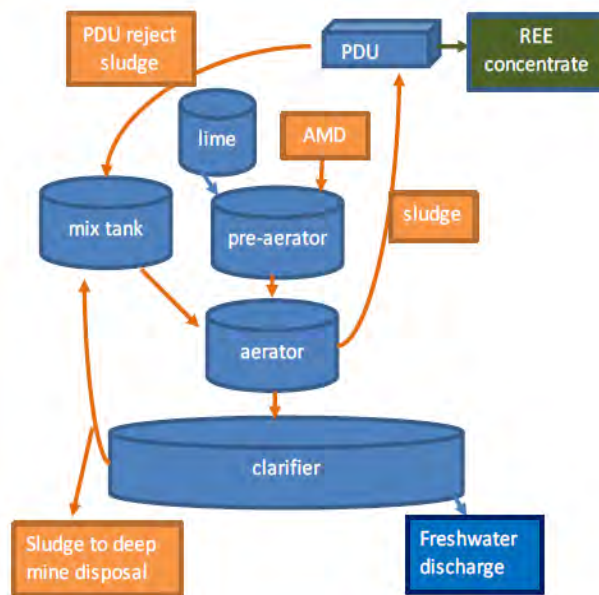 PDU reject
sludge
PDU
REE
concentrate
lime
AMD
mix tank
pre-aerator
sludge
aerator
clarifier
Sludge to deep
mine disposal
Freshwater
discharge